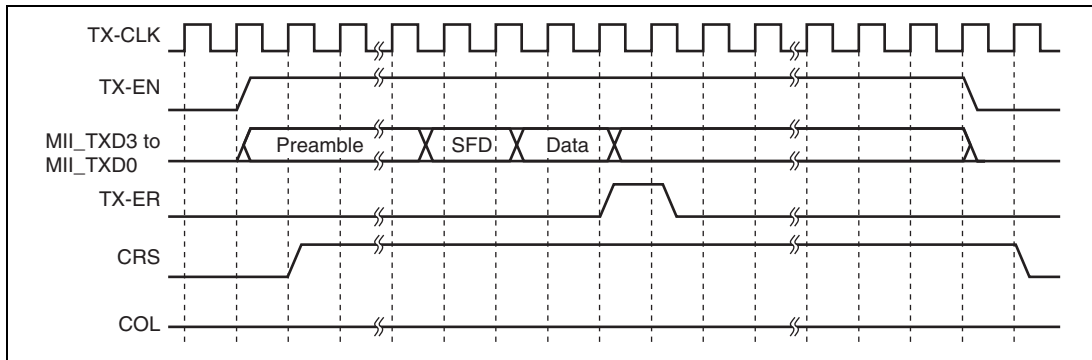 TX-CLK
TX-EN
MII_TXD3 to
MII_TXD0
Preamble
SFD
Data
TX-ER
CRS
COL